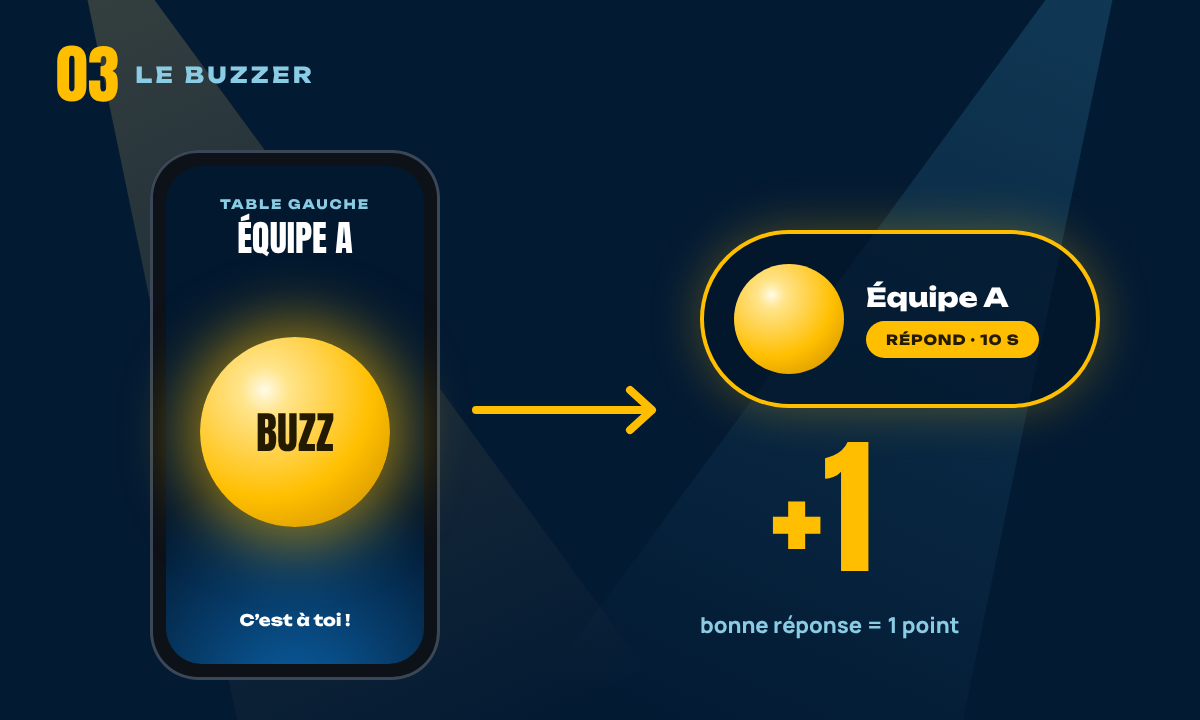 03 LE BUZZER
TABLE GAUCHE
ÉQUIPE A
BUZZ
C’est à toi !
Équipe A
RÉPOND · 10 S
+1
bonne réponse = 1 point